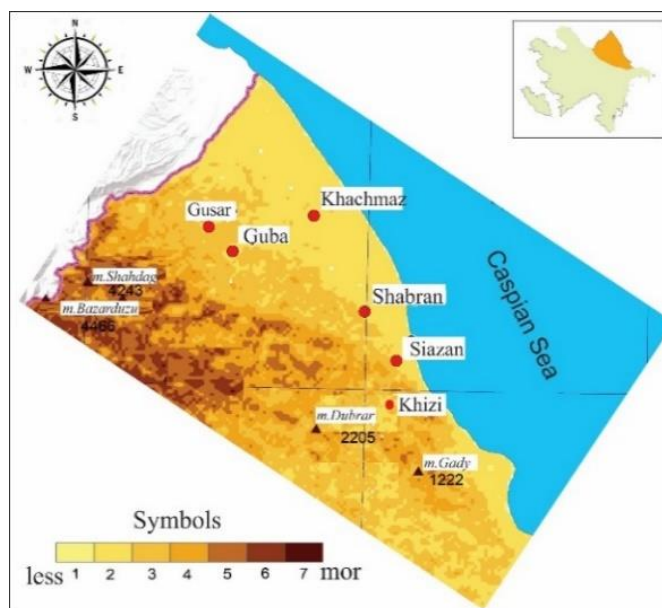 N
W E
S
Khachmaz
Gusar
Guba
m.Shahdag
4243
m.Bazarduzu
4466
Shabran
Caspian Sea
Siazan
Khizi
m.Dubrar
2205
m.Gady
1222
Symbols
less 1 2 3 4 5 6 7 mor